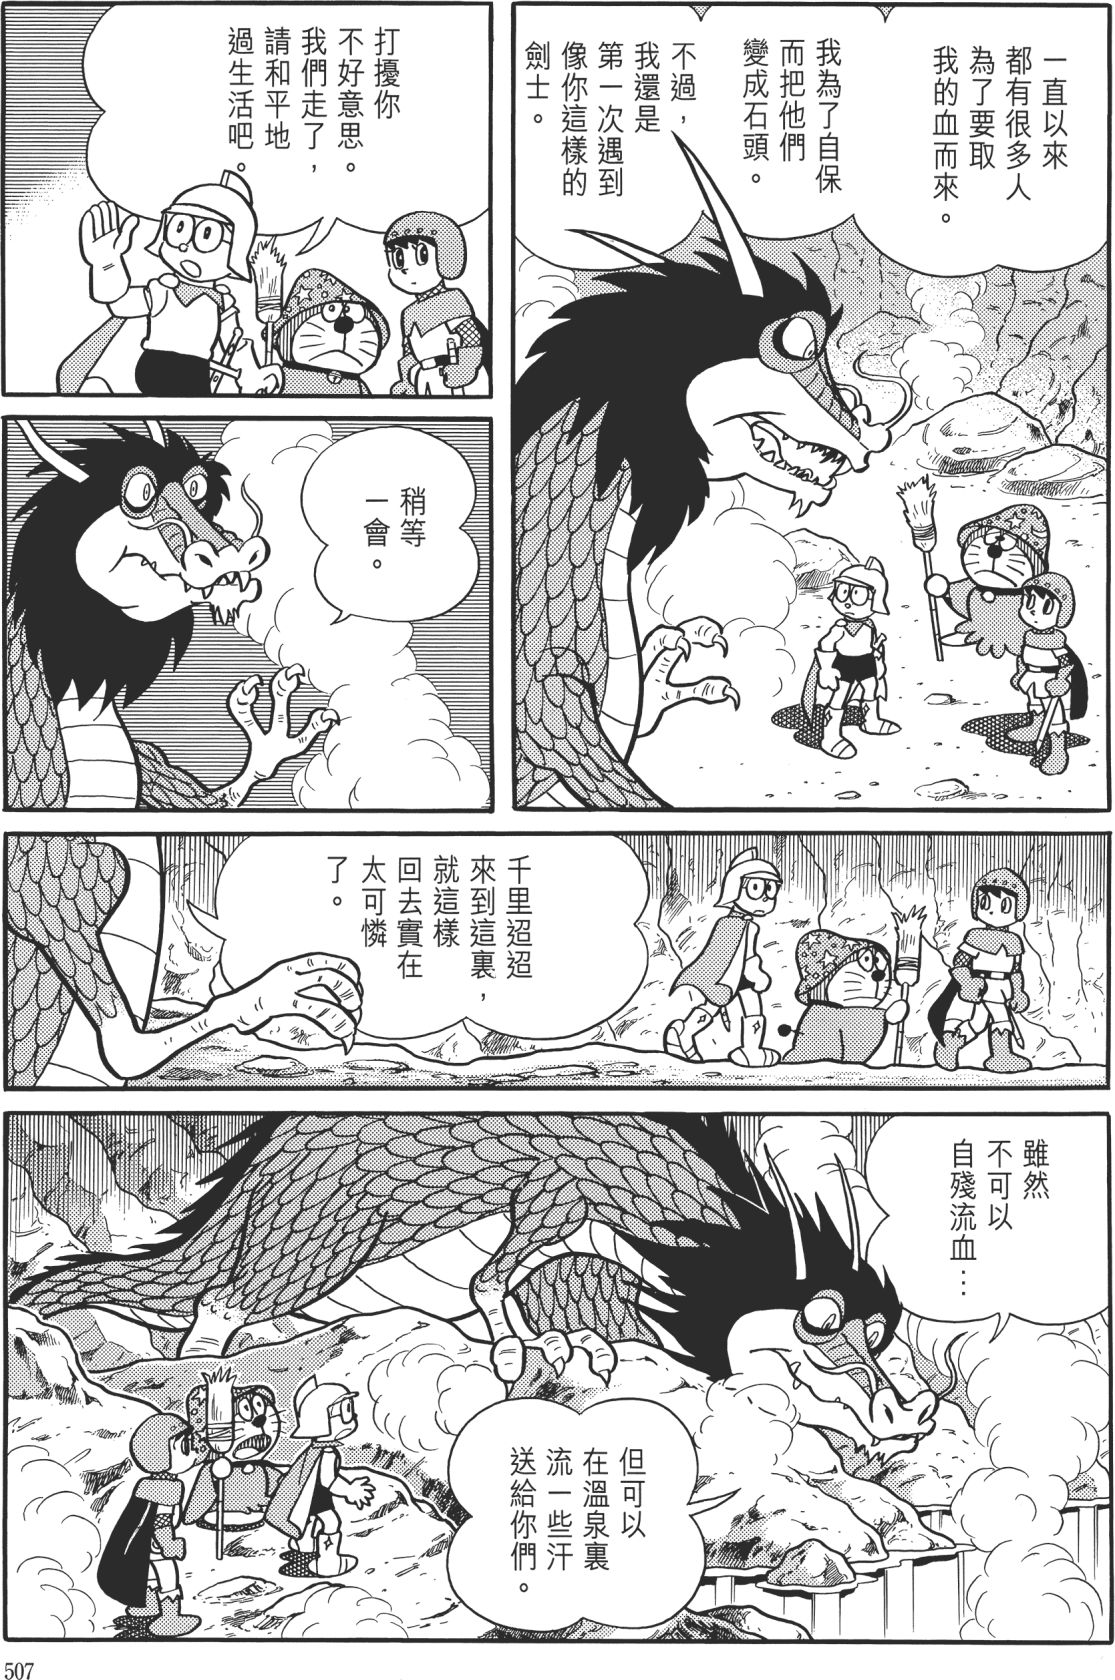 一直以來
都有很多人
為了要取
我的血而來。
我為了自保
而把他們
變成石頭。
不過，
我還是
第一次遇到
像你這樣的
劍士。
打擾你
不好意思。
我們走了，
請和平地
過生活吧。
稍等
一會。
千里迢迢
來到這裏，
就這樣
回去實在
太可憐
了。
雖然
不可以
自殘流血…
但可以
在溫泉裏
流一些汗
送給你們。
507